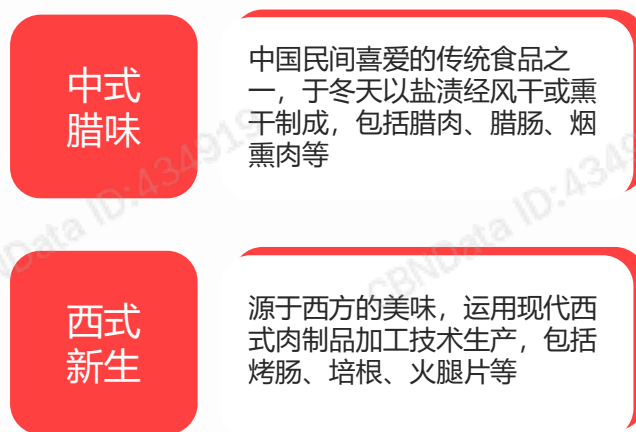 中式
腊味
中国民间喜爱的传统食品之
一，于冬天以盐渍经风干或熏
干制成，包括腊肉、腊肠、烟
熏肉等
CBNData ID:43491
西式
新生
源于西方的美味，运用现代西
式肉制品加工技术生产，包括
烤肠、培根、火腿片等